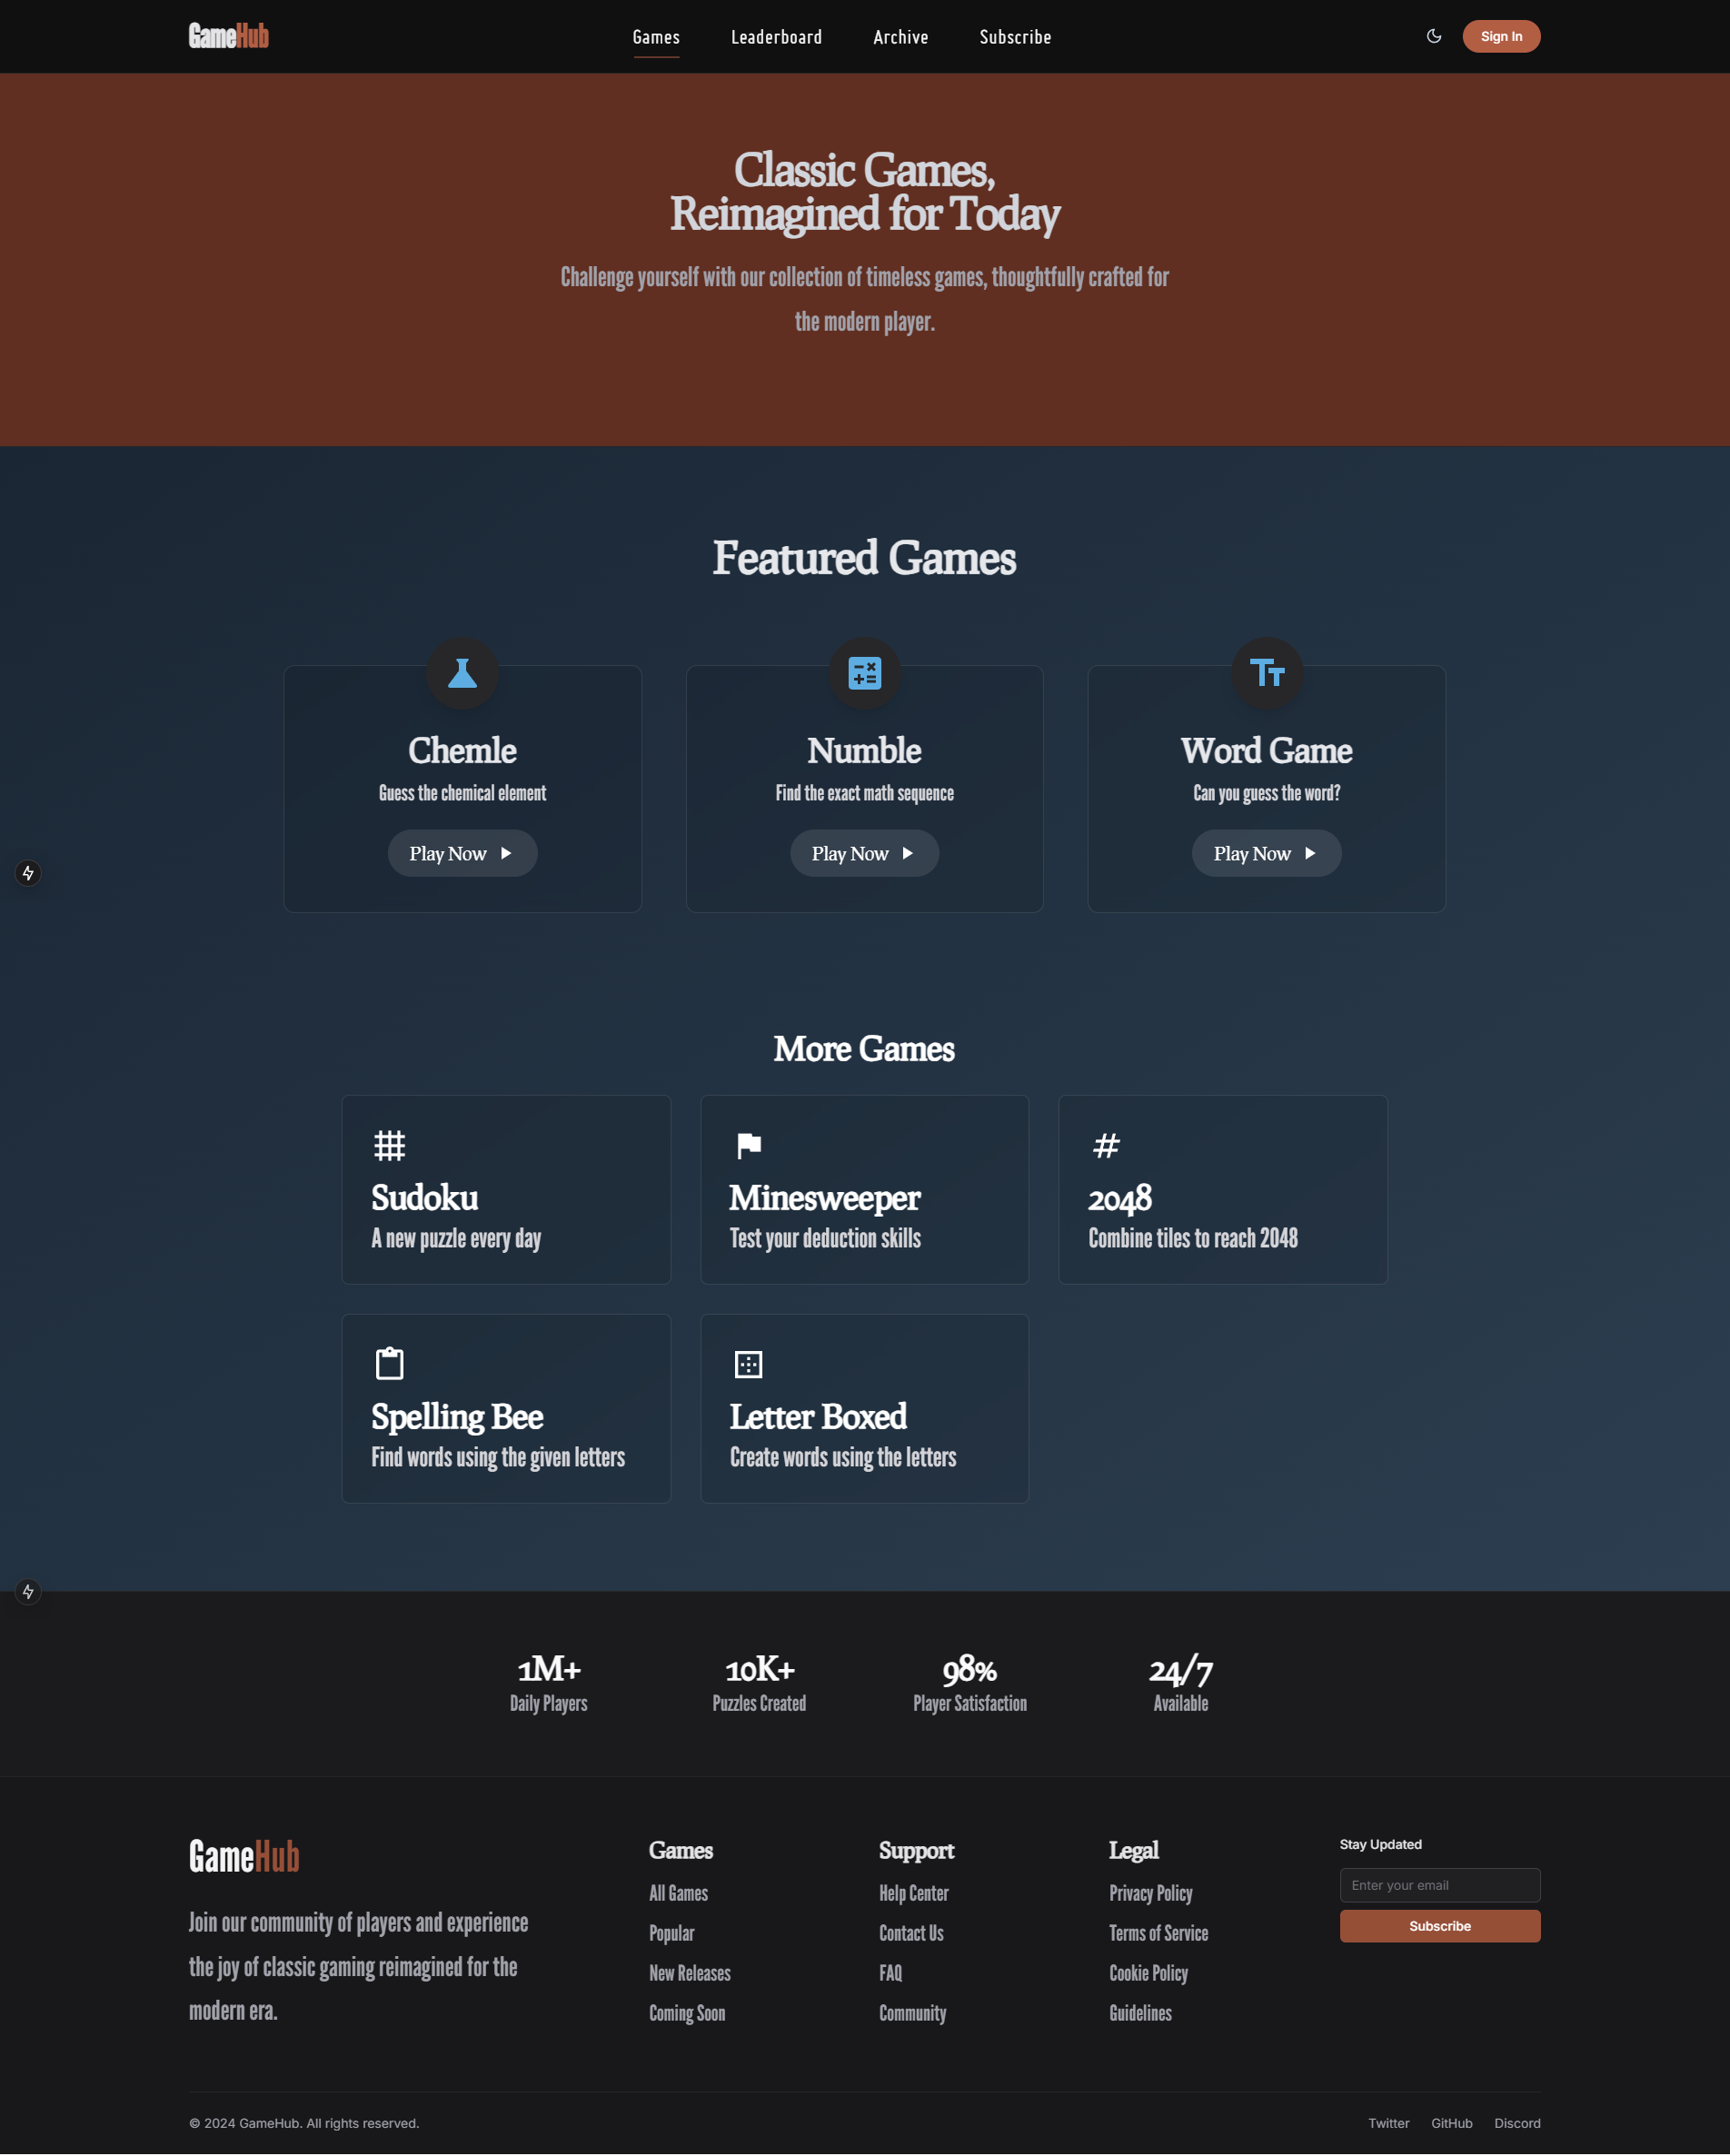 GameHub
Games Leaderboard Archive Subscribe
Sign In
Classic Games,
Reimagined for Today
Challenge yourself with our collection of timeless games, thoughtfully crafted for
the modern player.
Featured Games
Chemle
Guess the chemical element
Play Now
Numble
Find the exact math sequence
Play Now
Word Game
Can you guess the word?
Play Now
More Games
Sudoku
A new puzzle every day
Minesweeper
Test your deduction skills
2048
Combine tiles to reach 2048
Spelling Bee
Find words using the given letters
Letter Boxed
Create words using the letters
1M+
Daily Players
10K+
Puzzles Created
98%
Player Satisfaction
24/7
Available
GameHub
Join our community of players and experience
the joy of classic gaming reimagined for the
modern era.
Games
All Games
Popular
New Releases
Coming Soon
Support
Help Center
Contact Us
FAQ
Community
Legal
Privacy Policy
Terms of Service
Cookie Policy
Guidelines
Stay Updated
Enter your email
Subscribe
© 2024 GameHub. All rights reserved.
Twitter GitHub Discord